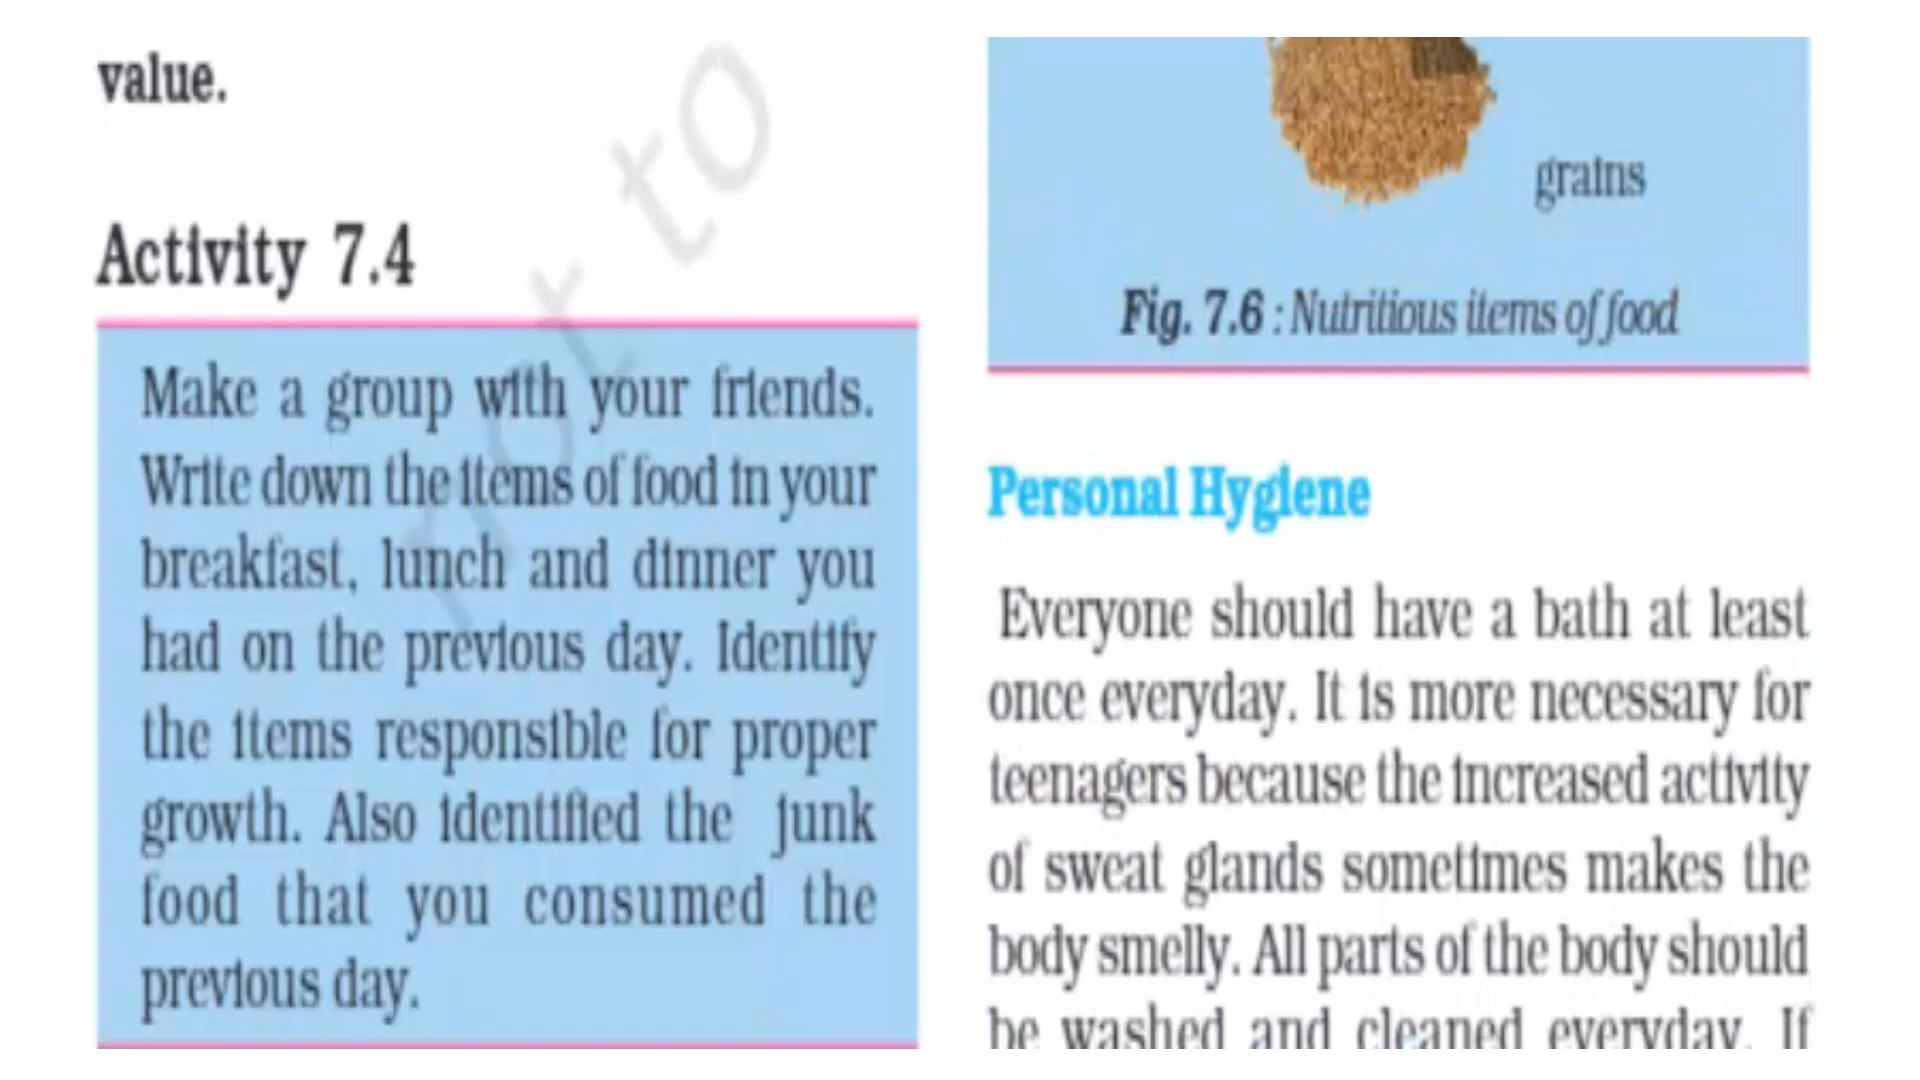 value.
Activity 7.4
Make a group with your friends.
Write down the items of food in your
breakfast, lunch and dinner you
had on the previous day. Identify
the items responsible for proper
growth. Also identified the junk
food that you consumed the
previous day.
not to
grains
Fig. 7.6 : Nutritious items of food
Personal Hygiene
Everyone should have a bath at least
once everyday. It is more necessary for
teenagers because the increased activity
of sweat glands sometimes makes the
body smelly. All parts of the body should
be washed and cleaned everyday. If